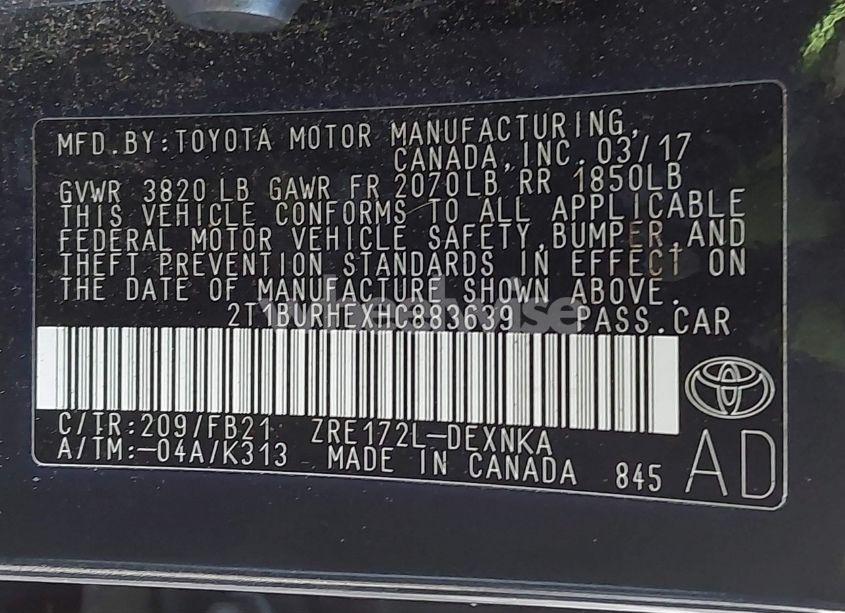 MFD.BY:TOYOTA MOTOR MANUFACTURING,
CANADA,INC.03/17
GVWR 3820 LB GAWR FR 2070LB RR 1850LB
THIS VEHICLE CONFORMS TO ALL APPLICABLE
FEDERAL MOTOR VEHICLE SAFETY,BUMPER,AND
THEFT PREVENTION STANDARDS IN EFFECT ON
THE DATE OF MANUFACTURE SHOWN ABOVE.
2T1BURHEXHC883639 PASS.CAR
C/TR:209/FB21 ZRE172L-DEXNKA
A/TM:-04A/K313 MADE IN CANADA 845 AD